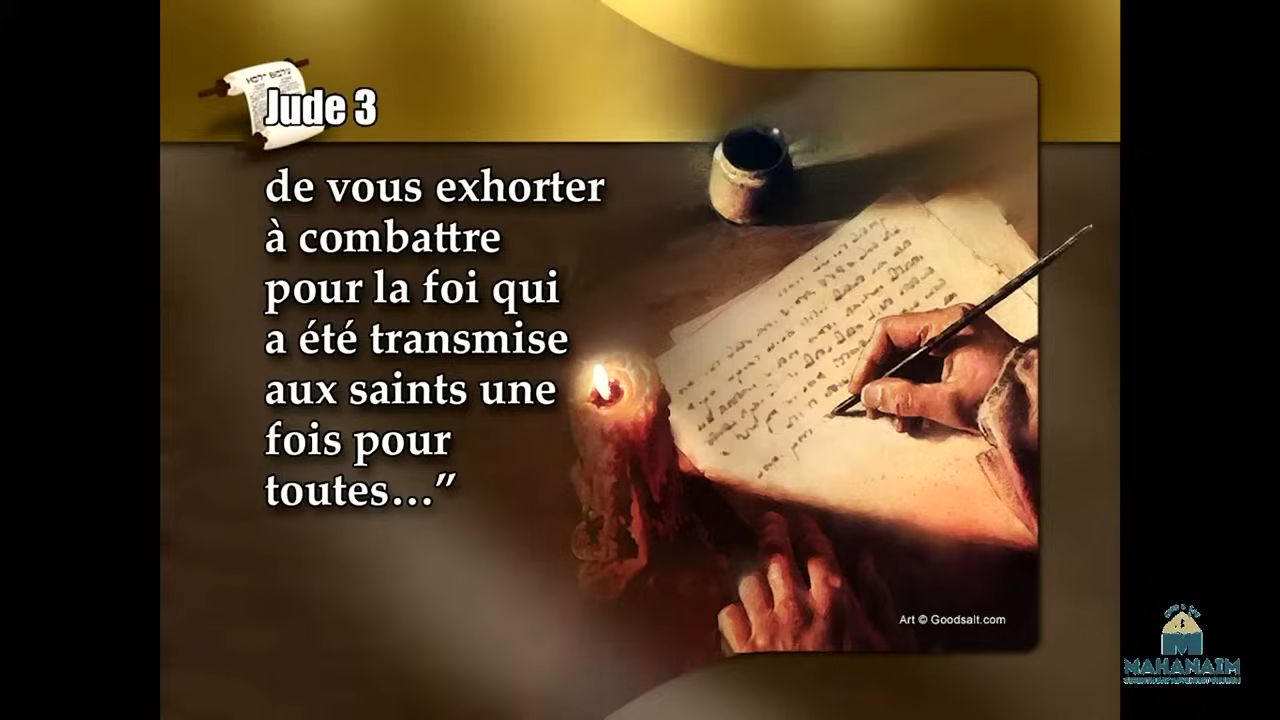 Jude 3
de vous exhorter
à combattre
pour la foi qui
a été transmise
aux saints une
fois pour
toutes…”
Art © Goodsalt.com
MAHANAIM